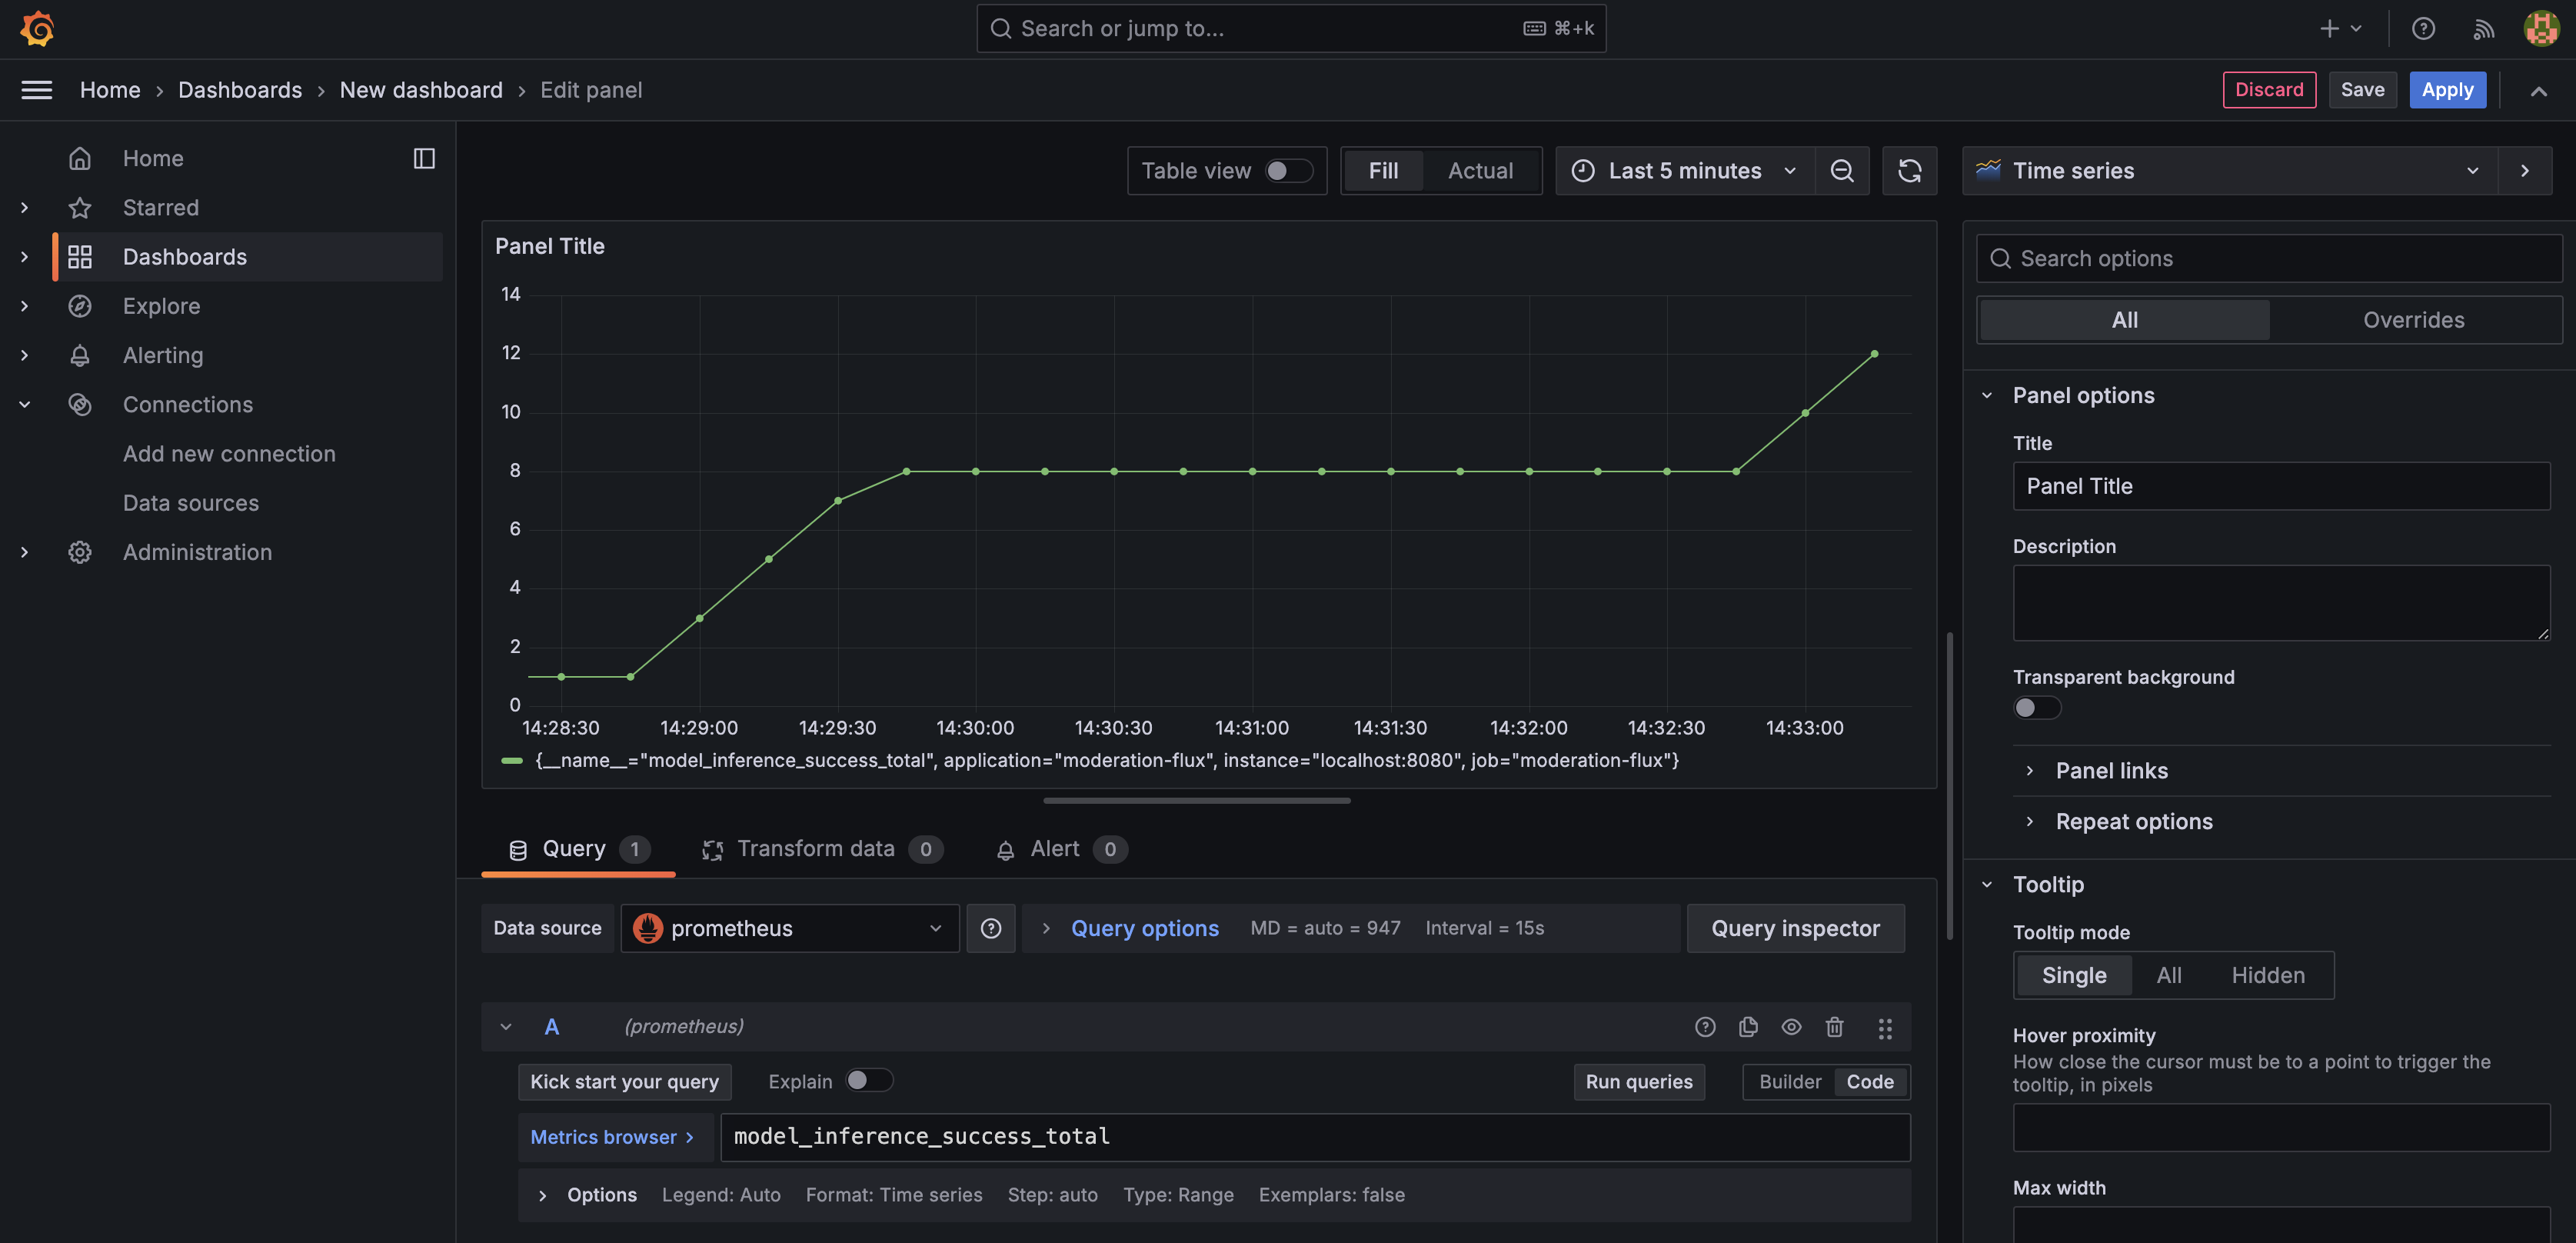 Search or jump to... ⌘+k
Home › Dashboards › New dashboard › Edit panel
Discard Save Apply
Home
Starred
Dashboards
Explore
Alerting
Connections
Add new connection
Data sources
Administration
Table view Fill Actual Last 5 minutes
Panel Title
14
12
10
8
6
4
2
0
14:28:30 14:29:00 14:29:30 14:30:00 14:30:30 14:31:00 14:31:30 14:32:00 14:32:30 14:33:00
{__name__="model_inference_success_total", application="moderation-flux", instance="localhost:8080", job="moderation-flux"}
Query 1 Transform data 0 Alert 0
Data source prometheus Query options MD = auto = 947 Interval = 15s Query inspector
A (prometheus)
Kick start your query Explain Run queries Builder Code
Metrics browser › model_inference_success_total
Options Legend: Auto Format: Time series Step: auto Type: Range Exemplars: false
Time series
Search options
All Overrides
Panel options
Title
Panel Title
Description
Transparent background
Panel links
Repeat options
Tooltip
Tooltip mode
Single All Hidden
Hover proximity
How close the cursor must be to a point to trigger the
tooltip, in pixels
Max width